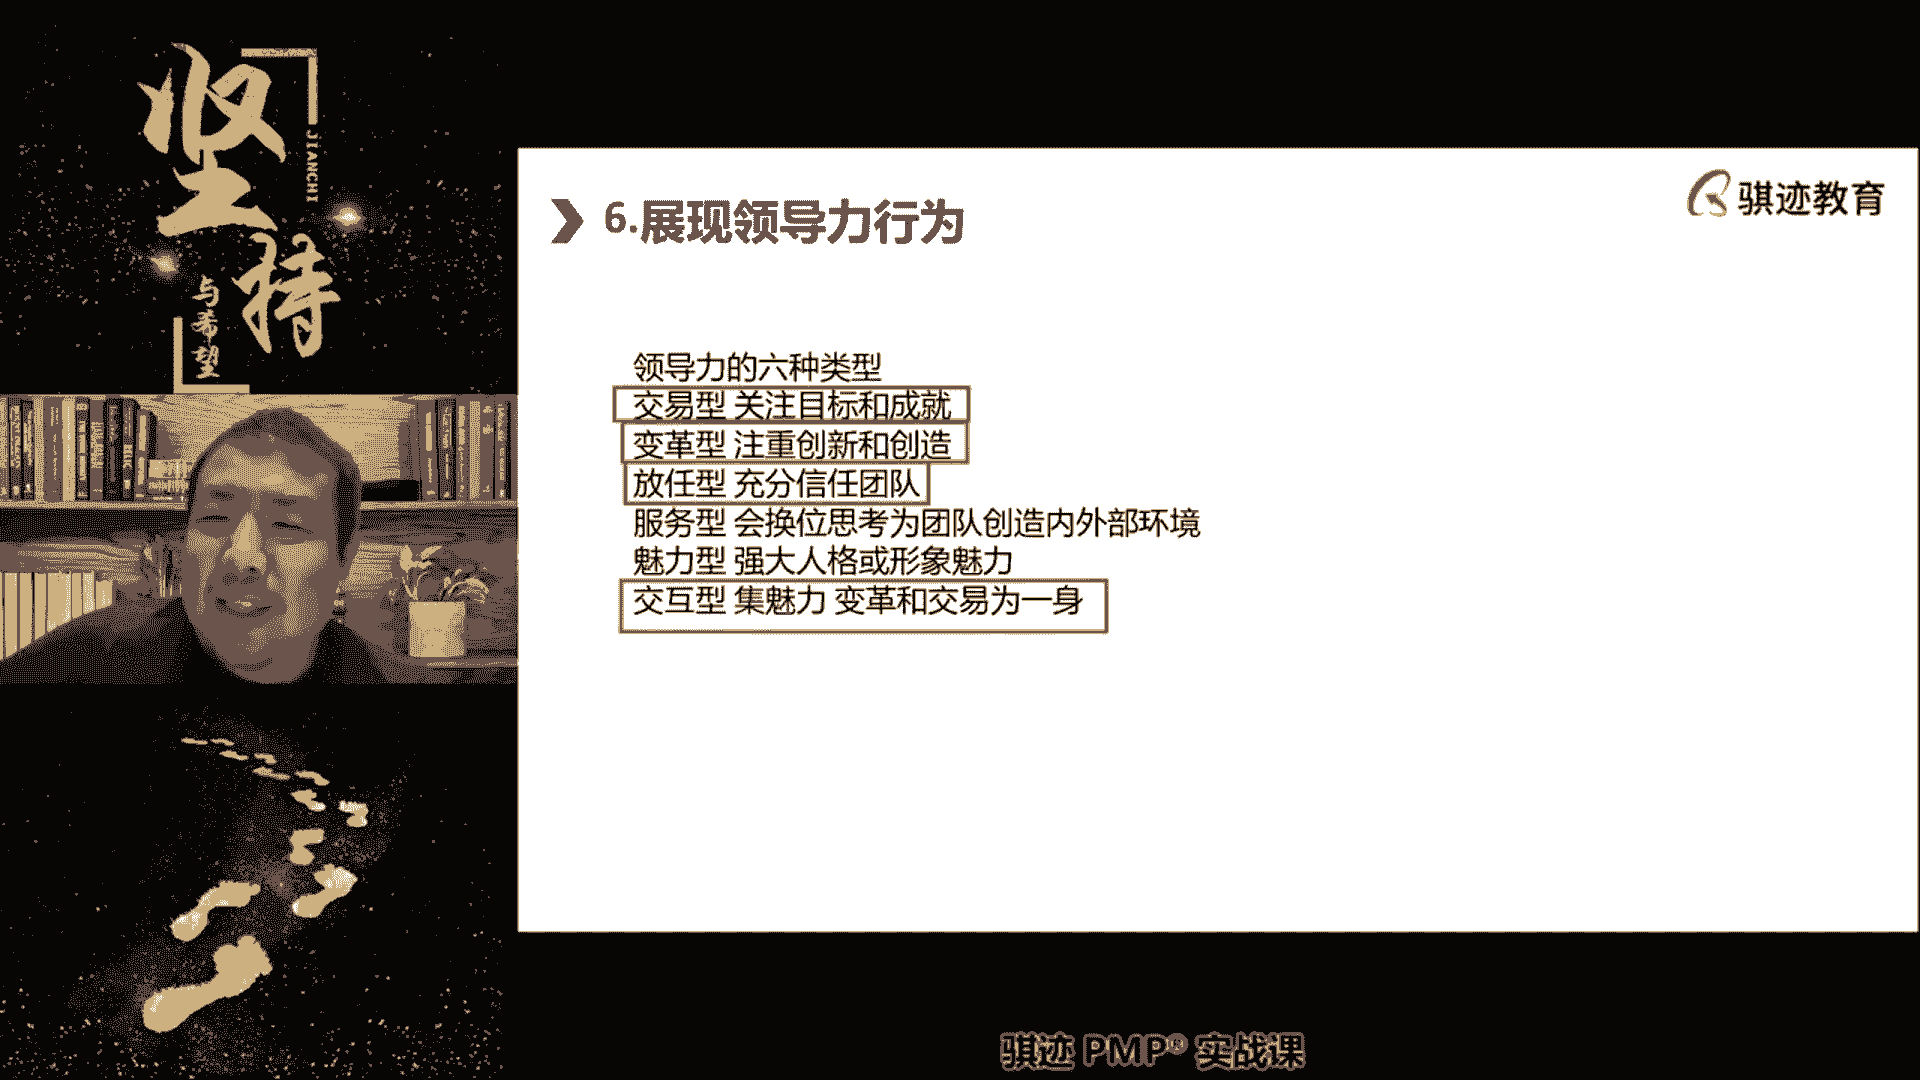 坚持
JIANCHI
与希望
骐迹教育
6.展现领导力行为
领导力的六种类型
交易型 关注目标和成就
变革型 注重创新和创造
放任型 充分信任团队
服务型 会换位思考为团队创造内外部环境
魅力型 强大人格或形象魅力
交互型 集魅力 变革和交易为一身
骐迹 PMP® 实战课